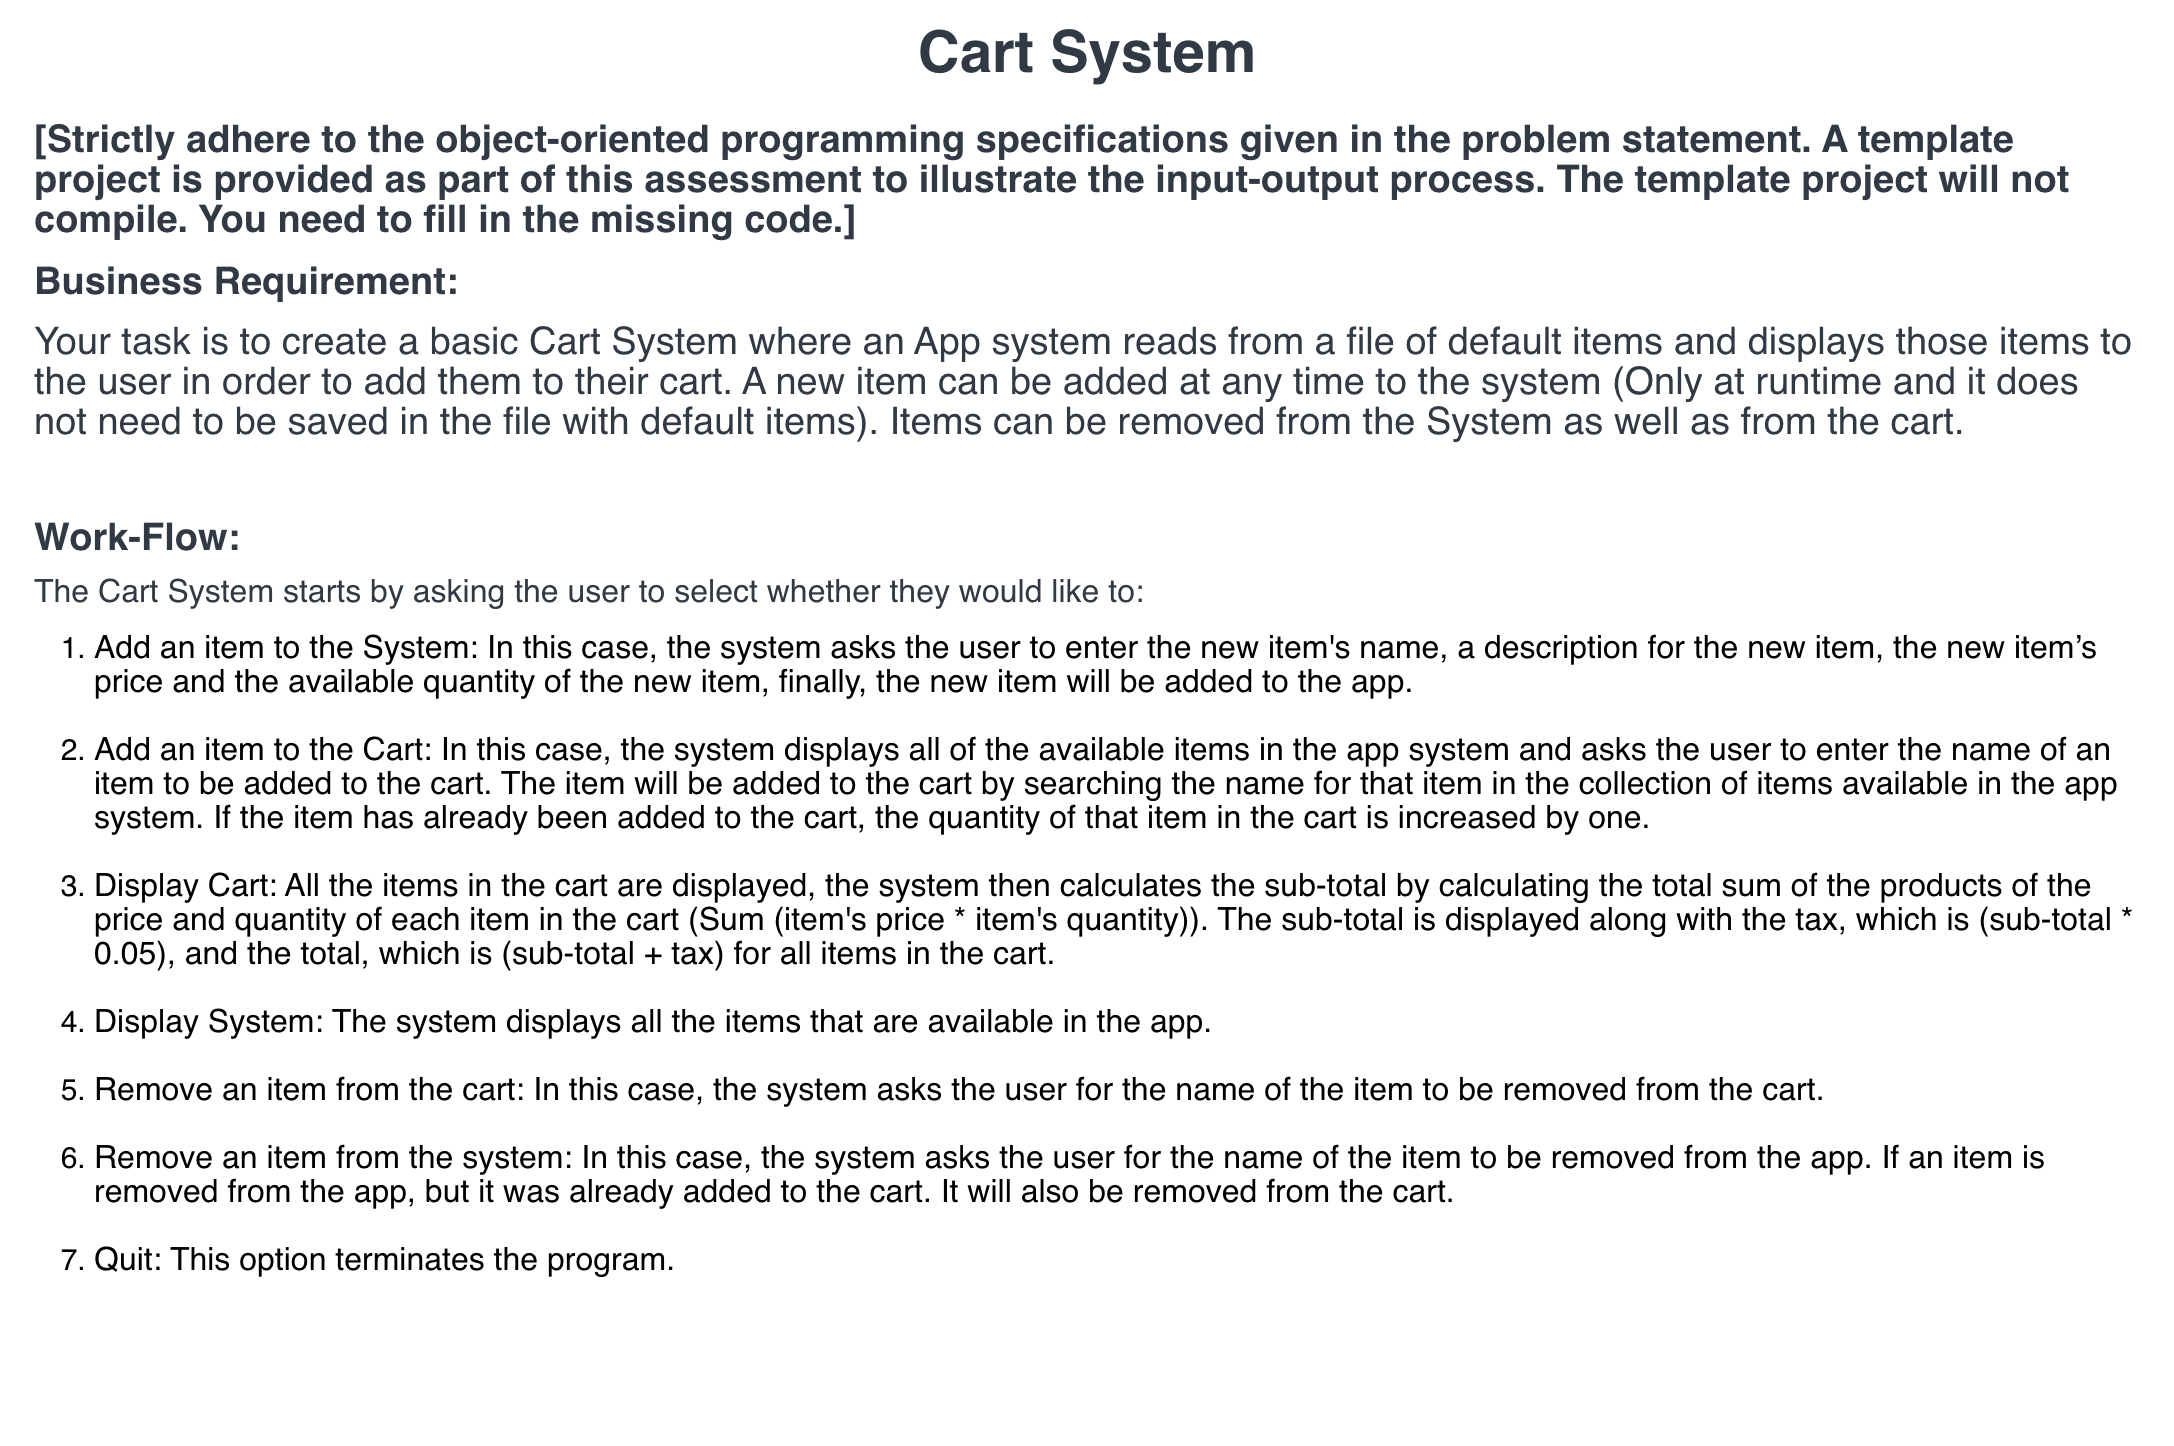 Cart System
[Strictly adhere to the object-oriented programming specifications given in the problem statement. A template
project is provided as part of this assessment to illustrate the input-output process. The template project will not
compile. You need to fill in the missing code.]
Business Requirement:
Your task is to create a basic Cart System where an App system reads from a file of default items and displays those items to
the user in order to add them to their cart. A new item can be added at any time to the system (Only at runtime and it does
not need to be saved in the file with default items). Items can be removed from the System as well as from the cart.
Work-Flow:
The Cart System starts by asking the user to select whether they would like to:
1. Add an item to the System: In this case, the system asks the user to enter the new item's name, a description for the new item, the new item’s
price and the available quantity of the new item, finally, the new item will be added to the app.
2. Add an item to the Cart: In this case, the system displays all of the available items in the app system and asks the user to enter the name of an
item to be added to the cart. The item will be added to the cart by searching the name for that item in the collection of items available in the app
system. If the item has already been added to the cart, the quantity of that item in the cart is increased by one.
3. Display Cart: All the items in the cart are displayed, the system then calculates the sub-total by calculating the total sum of the products of the
price and quantity of each item in the cart (Sum (item's price * item's quantity)). The sub-total is displayed along with the tax, which is (sub-total *
0.05), and the total, which is (sub-total + tax) for all items in the cart.
4. Display System: The system displays all the items that are available in the app.
5. Remove an item from the cart: In this case, the system asks the user for the name of the item to be removed from the cart.
6. Remove an item from the system: In this case, the system asks the user for the name of the item to be removed from the app. If an item is
removed from the app, but it was already added to the cart. It will also be removed from the cart.
7. Quit: This option terminates the program.